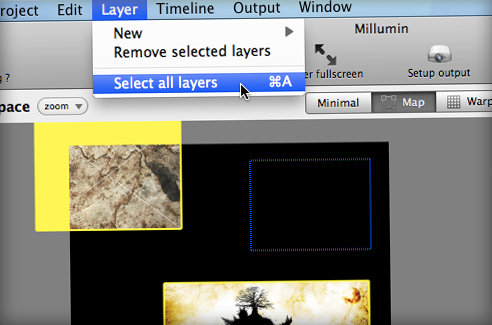 roject Edit Layer Timeline Output Window
New
Remove selected layers
Select all layers ⌘A
Millumin
er fullscreen
Setup output
g ?
pace zoom
Minimal Map Warp